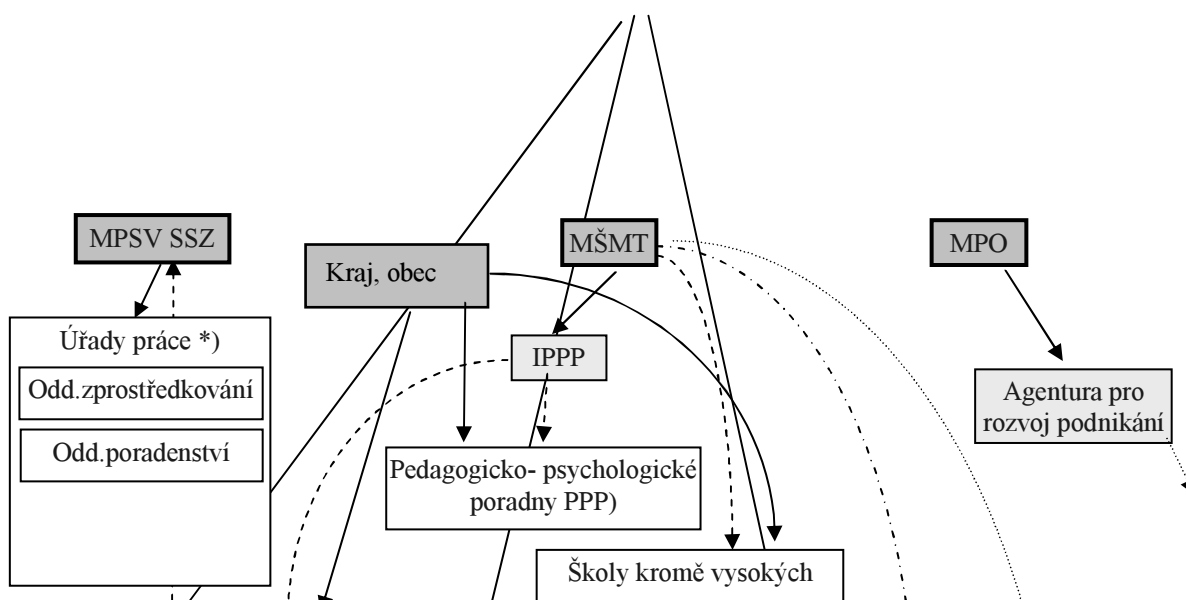 MPSV SSZ
Kraj, obec
MŠMT
MPO
Úřady práce *)
Odd.zprostředkování
Odd.poradenství
IPPP
Agentura pro
rozvoj podnikání
Pedagogicko- psychologické
poradny PPP)
Školy kromě vysokých